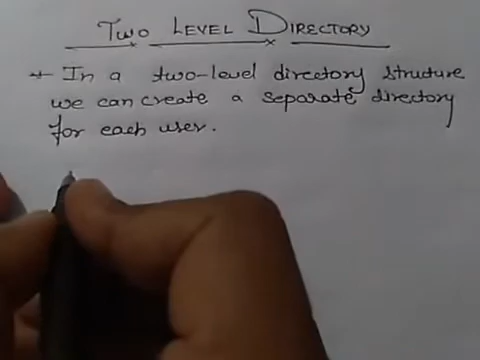 Two Level Directory
* In a two-level directory structure
we can create a separate directory
for each user.